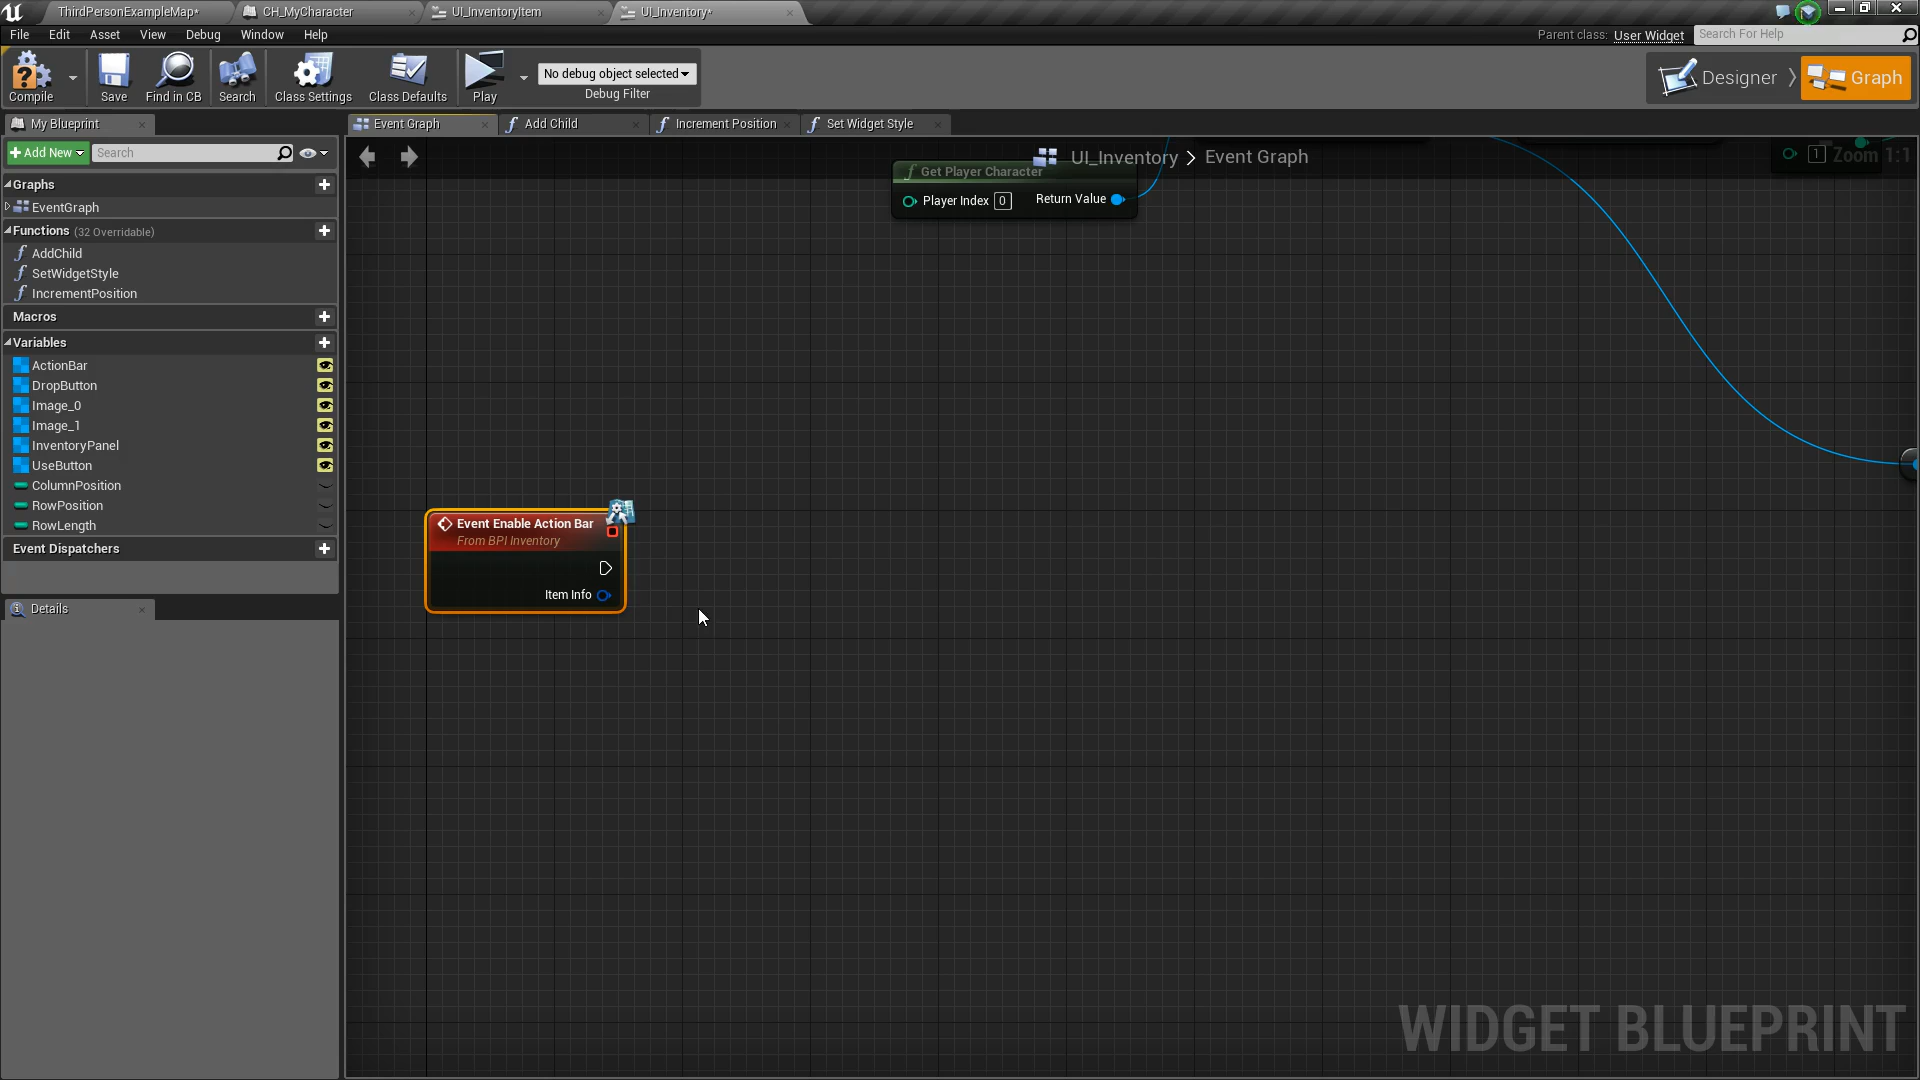 ThirdPersonExampleMap*
CH_MyCharacter
UI_InventoryItem
UI_Inventory*
File Edit Asset View Debug Window Help
Parent class: User Widget
Search For Help
Compile
Save
Find in CB
Search
Class Settings
Class Defaults
Play
No debug object selected
Debug Filter
Designer
Graph
My Blueprint
Event Graph
Add Child
Increment Position
Set Widget Style
Add New
Search
UI_Inventory > Event Graph
Zoom 1:1
1
Graphs
EventGraph
Functions (32 Overridable)
AddChild
SetWidgetStyle
IncrementPosition
Macros
Variables
ActionBar
DropButton
Image_0
Image_1
InventoryPanel
UseButton
ColumnPosition
RowPosition
RowLength
Event Dispatchers
Details
Get Player Character
Player Index 0
Return Value
Event Enable Action Bar
From BPI Inventory
Item Info
WIDGET BLUEPRINT